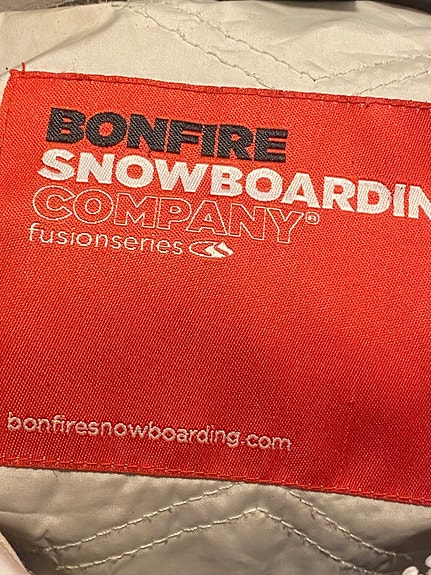 BONFIRE
SNOWBOARDIN
COMPANY®
fusionseries
bonfiresnowboarding.com